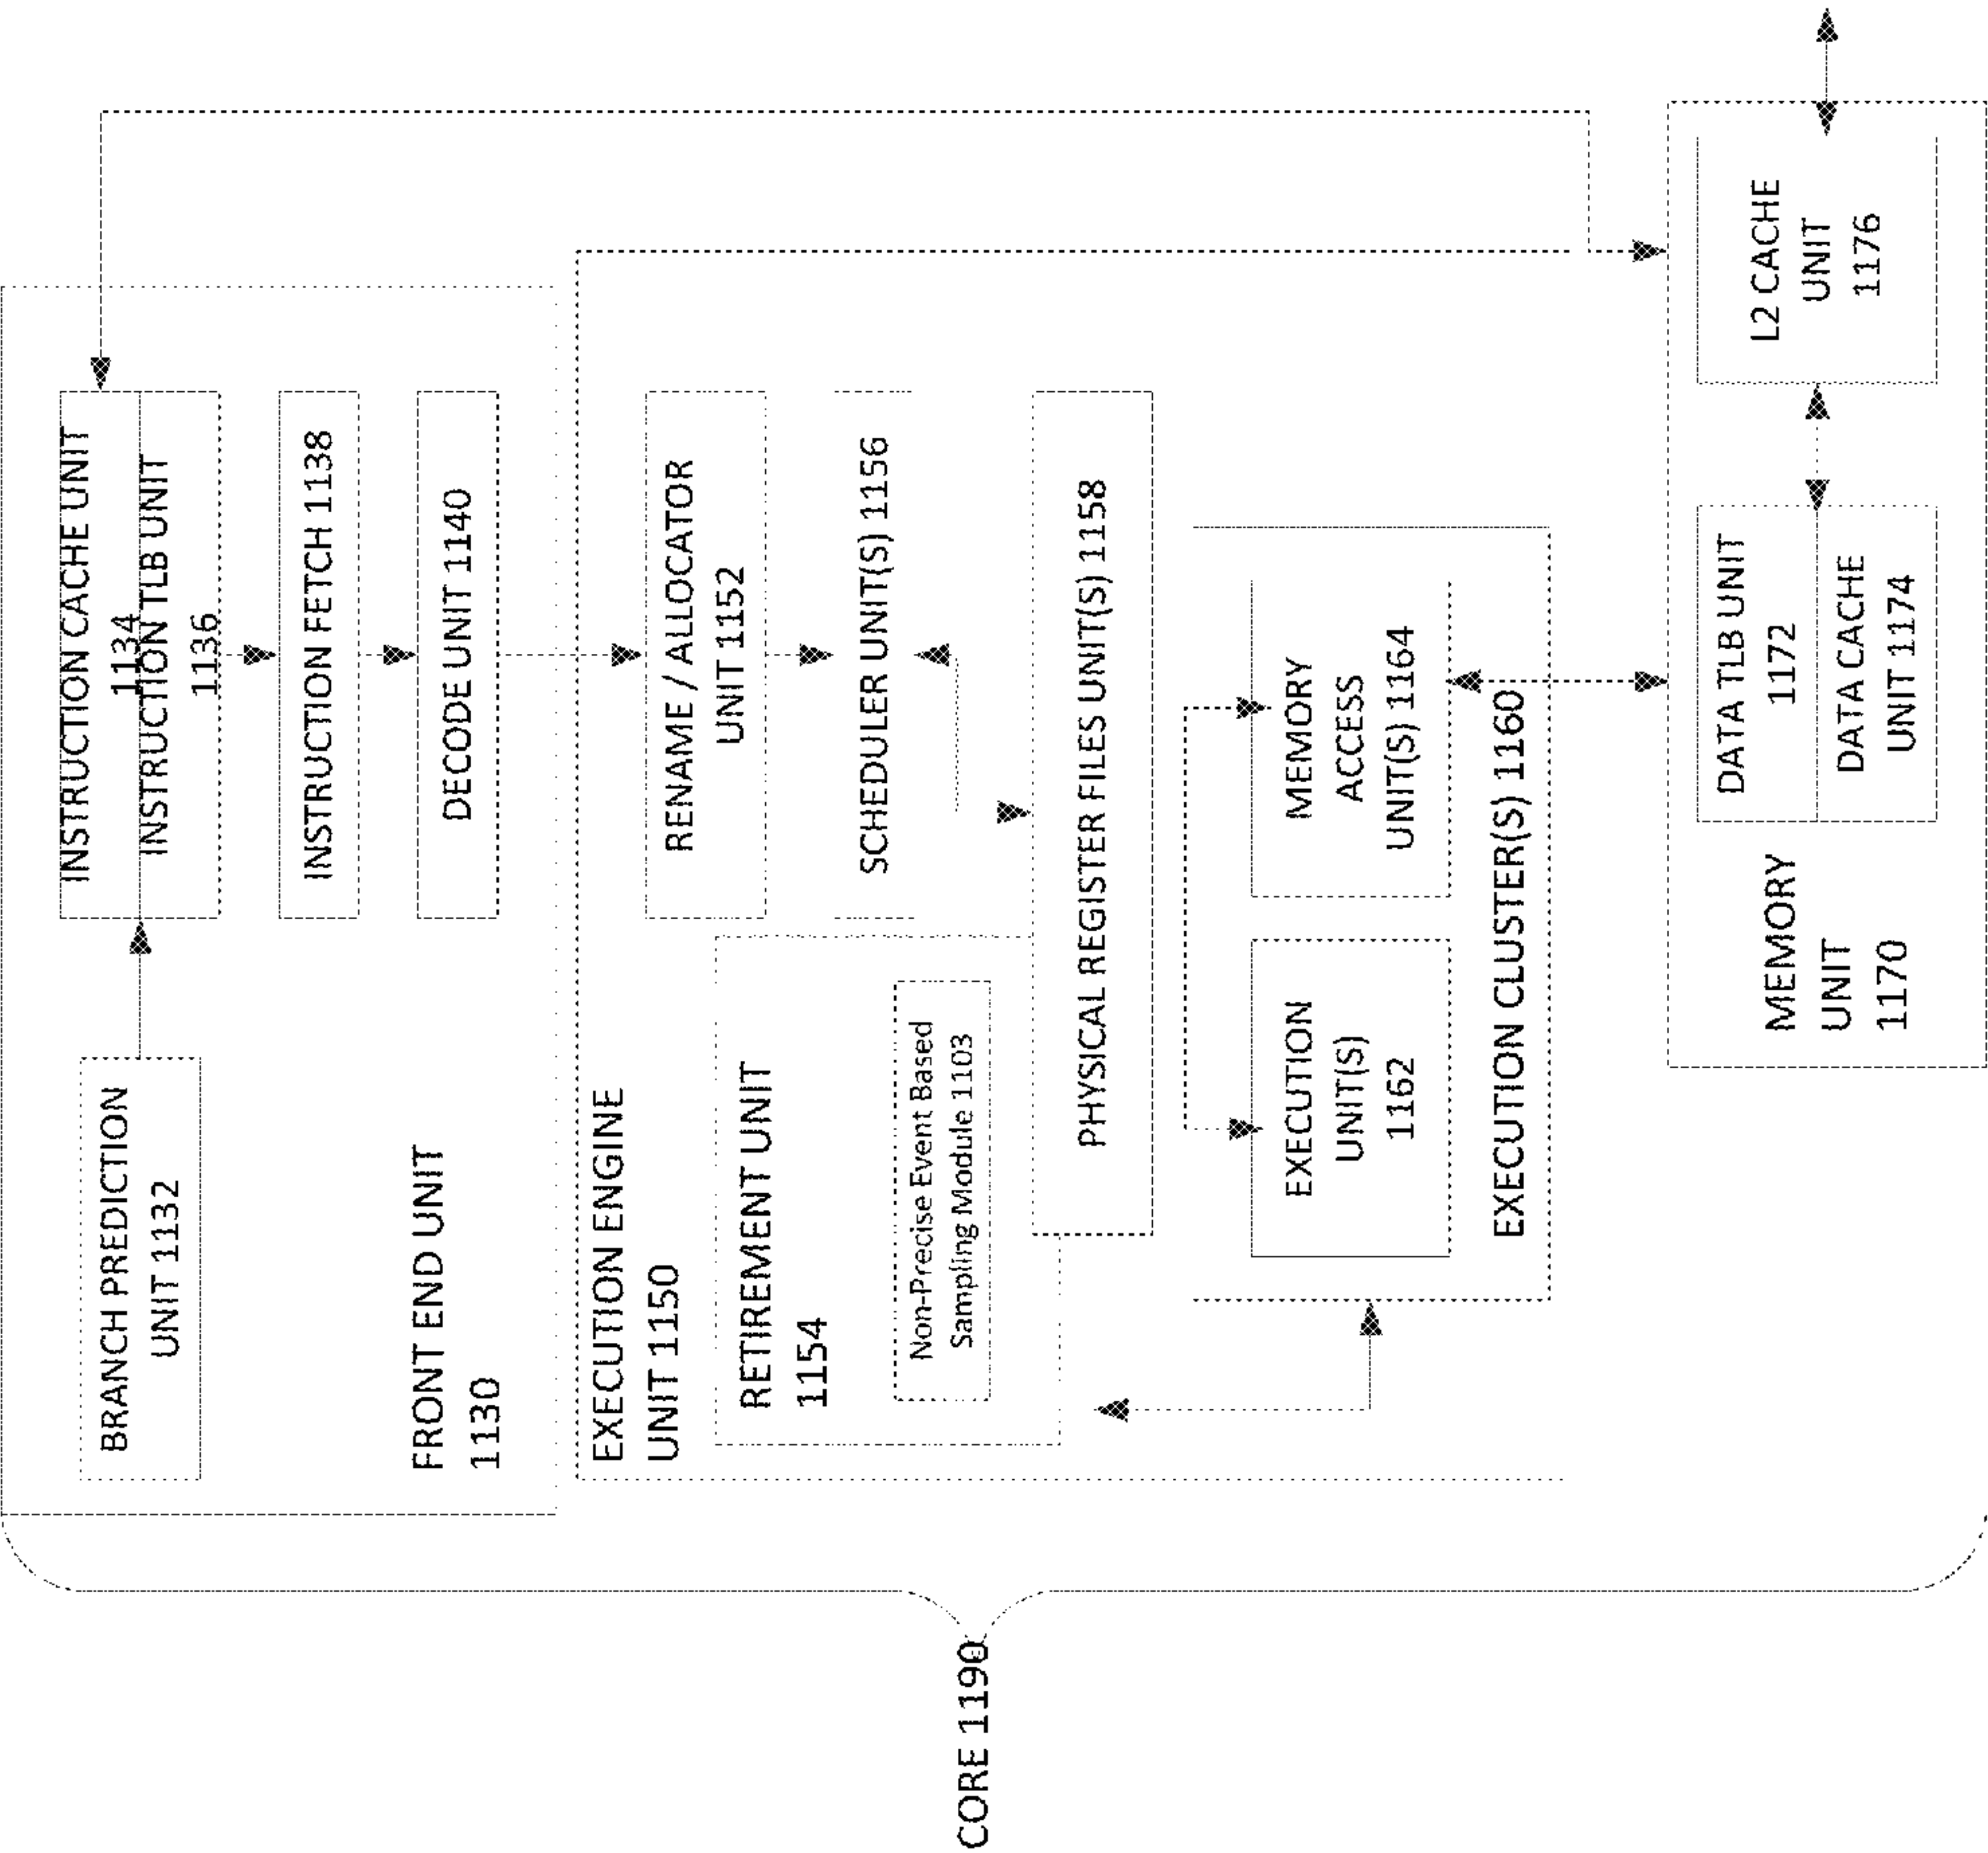 BRANCH PREDICTION
UNIT 1132
INSTRUCTION CACHE UNIT
1134
INSTRUCTION TLB UNIT
1136
INSTRUCTION FETCH 1138
DECODE UNIT 1140
FRONT END UNIT
1130
EXECUTION ENGINE
UNIT 1150
RENAME / ALLOCATOR
UNIT 1152
RETIREMENT UNIT
1154
SCHEDULER UNIT(S) 1156
Non-Precise Event Based
Sampling Module 1103
PHYSICAL REGISTER FILES UNIT(S) 1158
EXECUTION
UNIT(S)
1162
MEMORY
ACCESS
UNIT(S) 1164
EXECUTION CLUSTER(S) 1160
MEMORY
UNIT
1170
DATA TLB UNIT
1172
DATA CACHE
UNIT 1174
L2 CACHE
UNIT
1176
CORE 1190